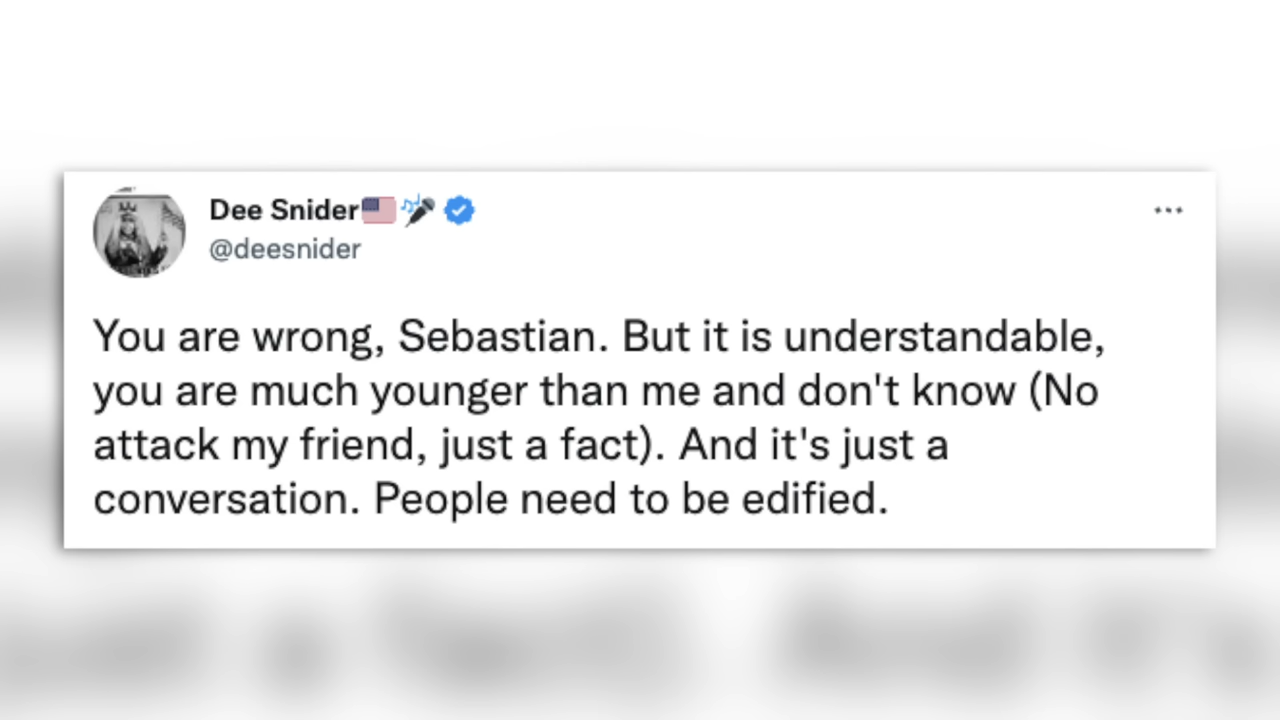 Dee Snider🇺🇸🎤
@deesnider
You are wrong, Sebastian. But it is understandable,
you are much younger than me and don't know (No
attack my friend, just a fact). And it's just a
conversation. People need to be edified.